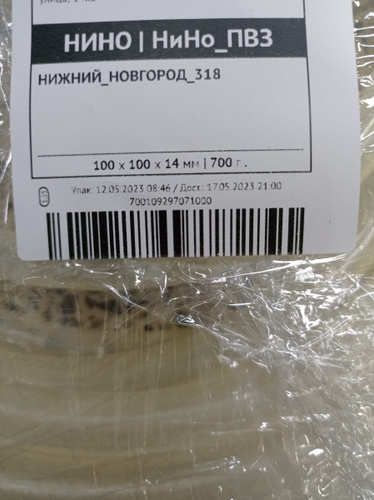 НИНО | НиНо_ПВЗ
НИЖНИЙ_НОВГОРОД_318
100 x 100 x 14 мм | 700 г.
Упак: 12.05.2023 08:46 / Дост: 17.05.2023 21:00
700109297071000